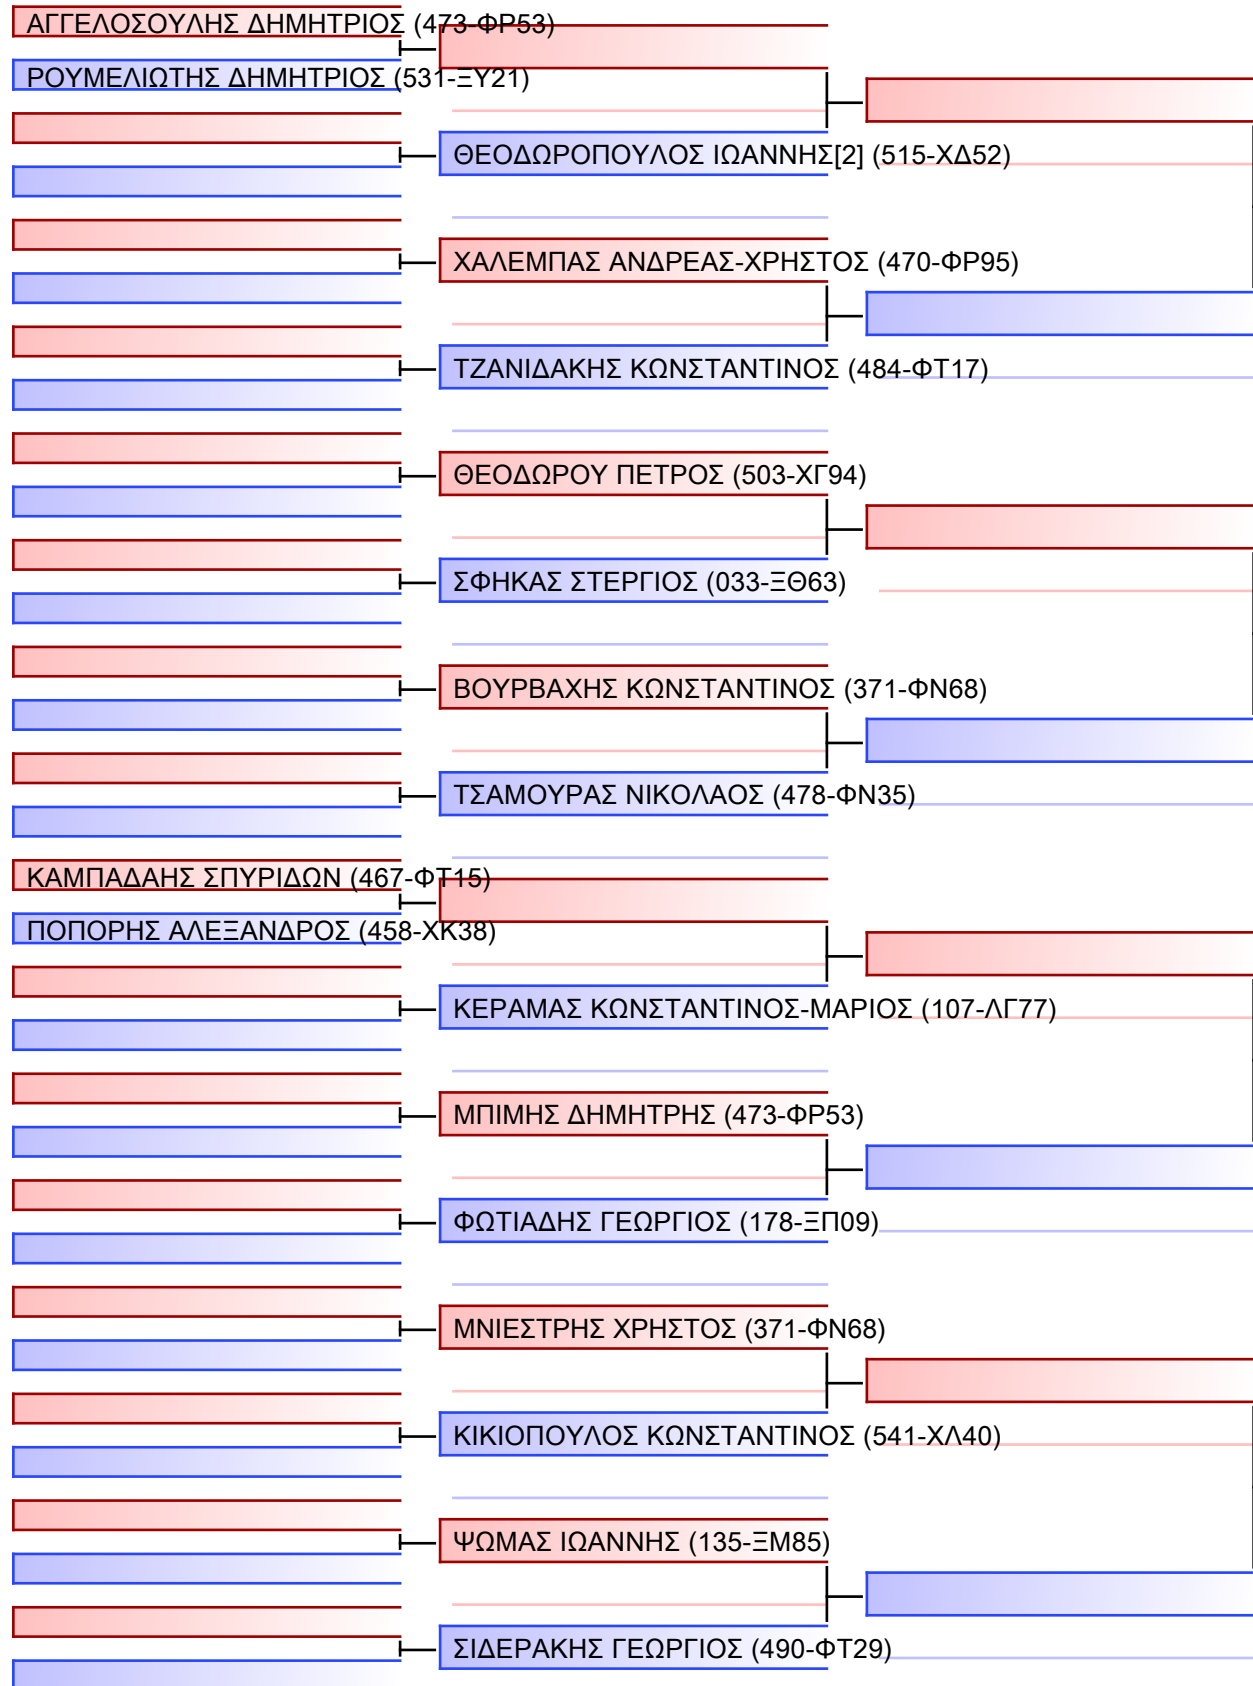 ΑΓΓΕΛΟΣΟΥΛΗΣ ΔΗΜΗΤΡΙΟΣ (473-ΦΡ53)
ΡΟΥΜΕΛΙΩΤΗΣ ΔΗΜΗΤΡΙΟΣ (531-ΞΥ21)
ΘΕΟΔΩΡΟΠΟΥΛΟΣ ΙΩΑΝΝΗΣ[2] (515-ΧΔ52)
ΧΑΛΕΜΠΑΣ ΑΝΔΡΕΑΣ-ΧΡΗΣΤΟΣ (470-ΦΡ95)
ΤΖΑΝΙΔΑΚΗΣ ΚΩΝΣΤΑΝΤΙΝΟΣ (484-ΦΤ17)
ΘΕΟΔΩΡΟΥ ΠΕΤΡΟΣ (503-ΧΓ94)
ΣΦΗΚΑΣ ΣΤΕΡΓΙΟΣ (033-ΞΘ63)
ΒΟΥΡΒΑΧΗΣ ΚΩΝΣΤΑΝΤΙΝΟΣ (371-ΦΝ68)
ΤΣΑΜΟΥΡΑΣ ΝΙΚΟΛΑΟΣ (478-ΦΝ35)
ΚΑΜΠΑΔΑΗΣ ΣΠΥΡΙΔΩΝ (467-ΦΤ15)
ΠΟΠΟΡΗΣ ΑΛΕΞΑΝΔΡΟΣ (458-ΧΚ38)
ΚΕΡΑΜΑΣ ΚΩΝΣΤΑΝΤΙΝΟΣ-ΜΑΡΙΟΣ (107-ΛΓ77)
ΜΠΙΜΗΣ ΔΗΜΗΤΡΗΣ (473-ΦΡ53)
ΦΩΤΙΑΔΗΣ ΓΕΩΡΓΙΟΣ (178-ΞΠ09)
ΜΝΙΕΣΤΡΗΣ ΧΡΗΣΤΟΣ (371-ΦΝ68)
ΚΙΚΙΟΠΟΥΛΟΣ ΚΩΝΣΤΑΝΤΙΝΟΣ (541-ΧΛ40)
ΨΩΜΑΣ ΙΩΑΝΝΗΣ (135-ΞΜ85)
ΣΙΔΕΡΑΚΗΣ ΓΕΩΡΓΙΟΣ (490-ΦΤ29)